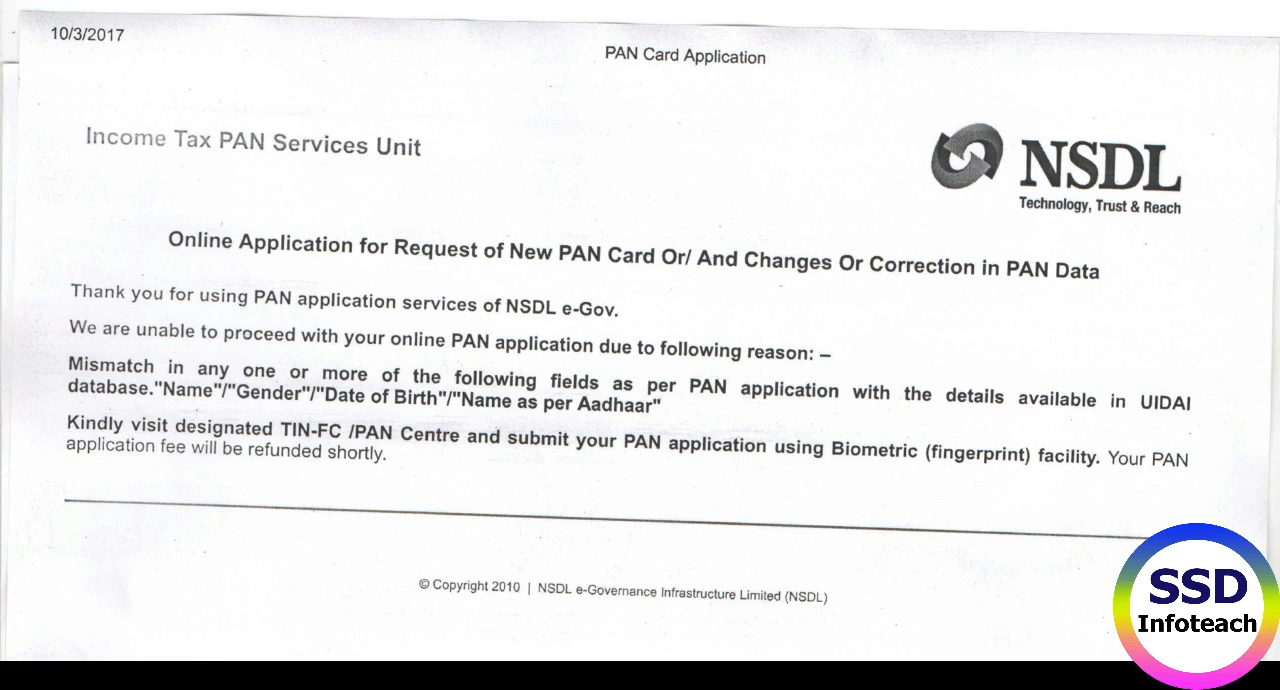 10/3/2017
PAN Card Application
Income Tax PAN Services Unit
NSDL
Technology, Trust & Reach
Online Application for Request of New PAN Card Or/ And Changes Or Correction in PAN Data
Thank you for using PAN application services of NSDL e-Gov.
We are unable to proceed with your online PAN application due to following reason: –
Mismatch in any one or more of the following fields as per PAN application with the details available in UIDAI
database."Name"/"Gender"/"Date of Birth"/"Name as per Aadhaar"
Kindly visit designated TIN-FC /PAN Centre and submit your PAN application using Biometric (fingerprint) facility. Your PAN
application fee will be refunded shortly.
© Copyright 2010 | NSDL e-Governance Infrastructure Limited (NSDL)
SSD
Infoteach